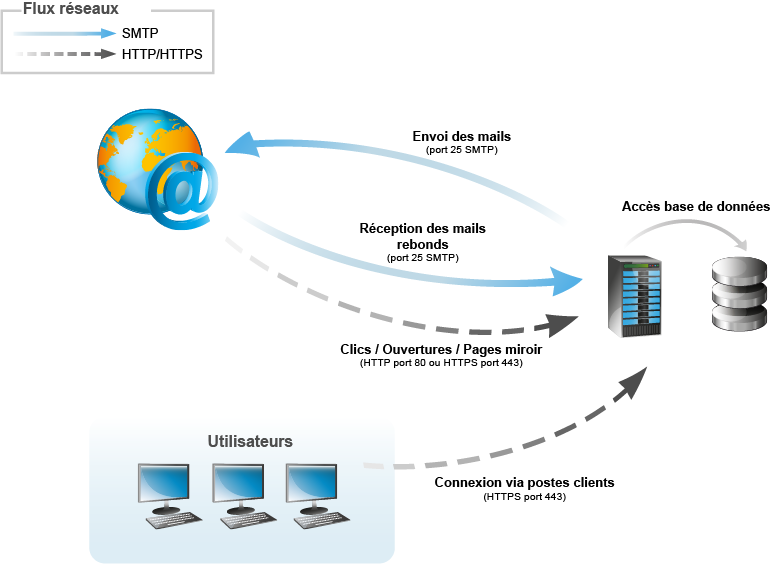 Flux réseaux
SMTP
HTTP/HTTPS
Envoi des mails
(port 25 SMTP)
Accès base de données
Réception des mails
rebonds
(port 25 SMTP)
Clics / Ouvertures / Pages miroir
(HTTP port 80 ou HTTPS port 443)
Utilisateurs
Connexion via postes clients
(HTTPS port 443)